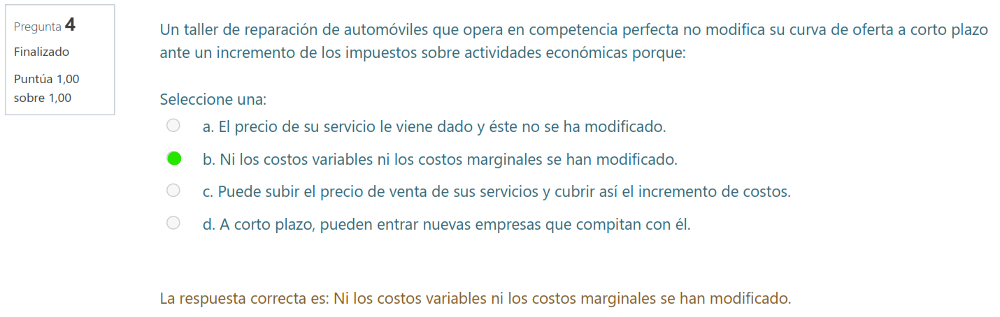 Pregunta 4
Finalizado
Puntúa 1,00
sobre 1,00
Un taller de reparación de automóviles que opera en competencia perfecta no modifica su curva de oferta a corto plazo
ante un incremento de los impuestos sobre actividades económicas porque:
Seleccione una:
a. El precio de su servicio le viene dado y éste no se ha modificado.
b. Ni los costos variables ni los costos marginales se han modificado.
c. Puede subir el precio de venta de sus servicios y cubrir así el incremento de costos.
d. A corto plazo, pueden entrar nuevas empresas que compitan con él.
La respuesta correcta es: Ni los costos variables ni los costos marginales se han modificado.